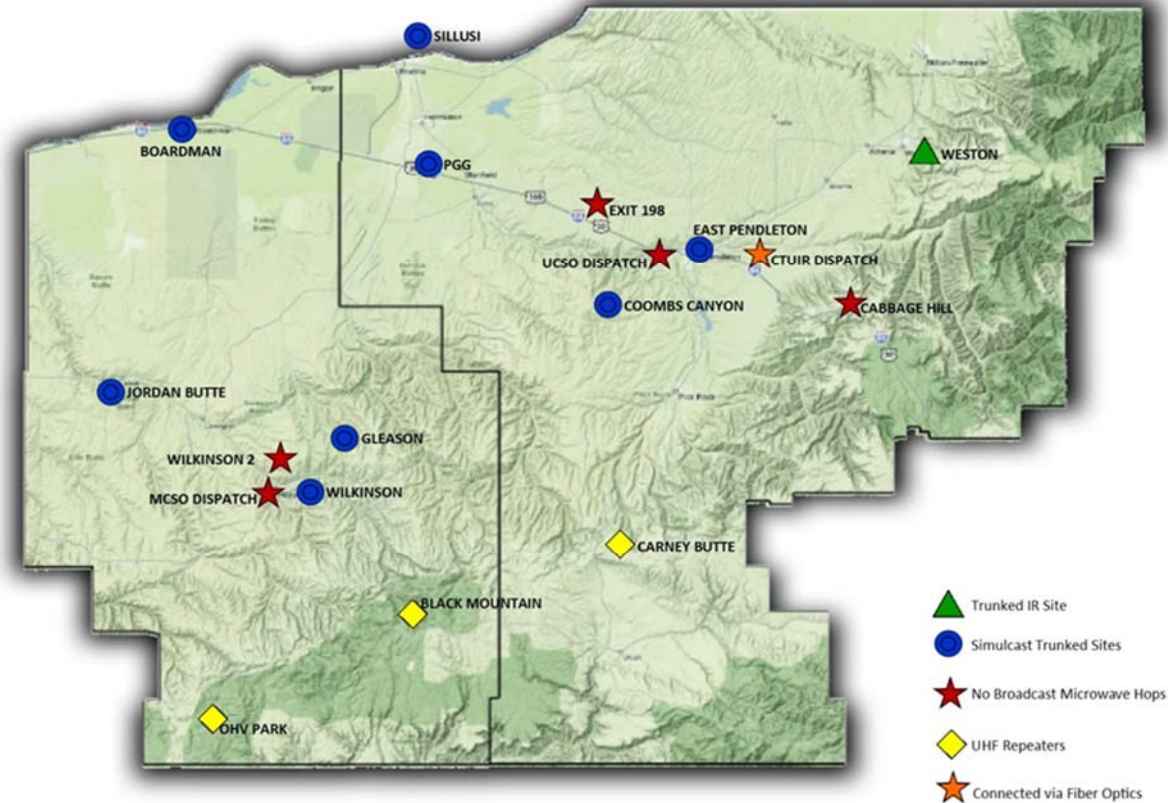 SILLUSI
BOARDMAN
PGG
WESTON
EXIT 198
EAST PENDLETON
UCSO DISPATCH
CTUIR DISPATCH
COOMBS CANYON
CABBAGE HILL
JORDAN BUTTE
GLEASON
WILKINSON 2
MCSO DISPATCH
WILKINSON
CARNEY BUTTE
BLACK MOUNTAIN
OHV PARK
Trunked IR Site
Simulcast Trunked Sites
No Broadcast Microwave Hops
UHF Repeaters
Connected via Fiber Optics